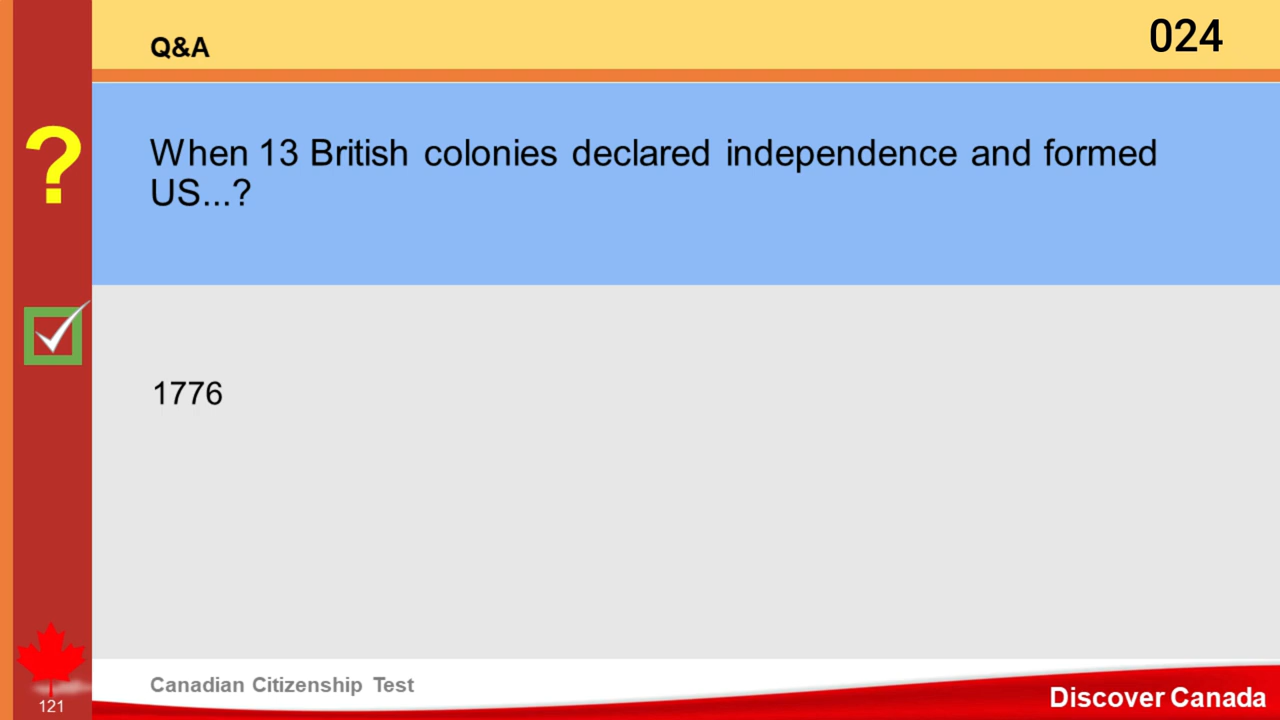 Q&A
024
?
When 13 British colonies declared independence and formed
US...?
1776
Canadian Citizenship Test
Discover Canada
121